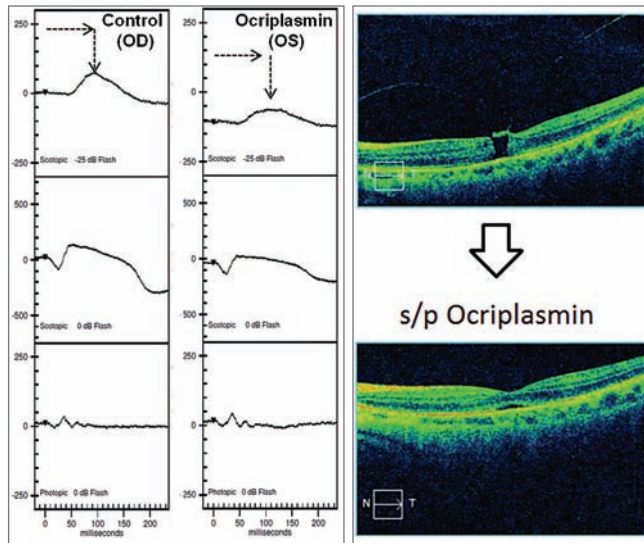 Control
(OD)
250
0
-250
Scotopic -25 dB Flash
500
0
-500
Scotopic 0 dB Flash
250
0
-250
Photopic 0 dB Flash
0 50 100 150 200
milliseconds
Ocriplasmin
(OS)
250
0
-250
Scotopic -25 dB Flash
500
0
-500
Scotopic 0 dB Flash
250
0
-250
Photopic 0 dB Flash
0 50 100 150 200
milliseconds
N T
s/p Ocriplasmin
N T